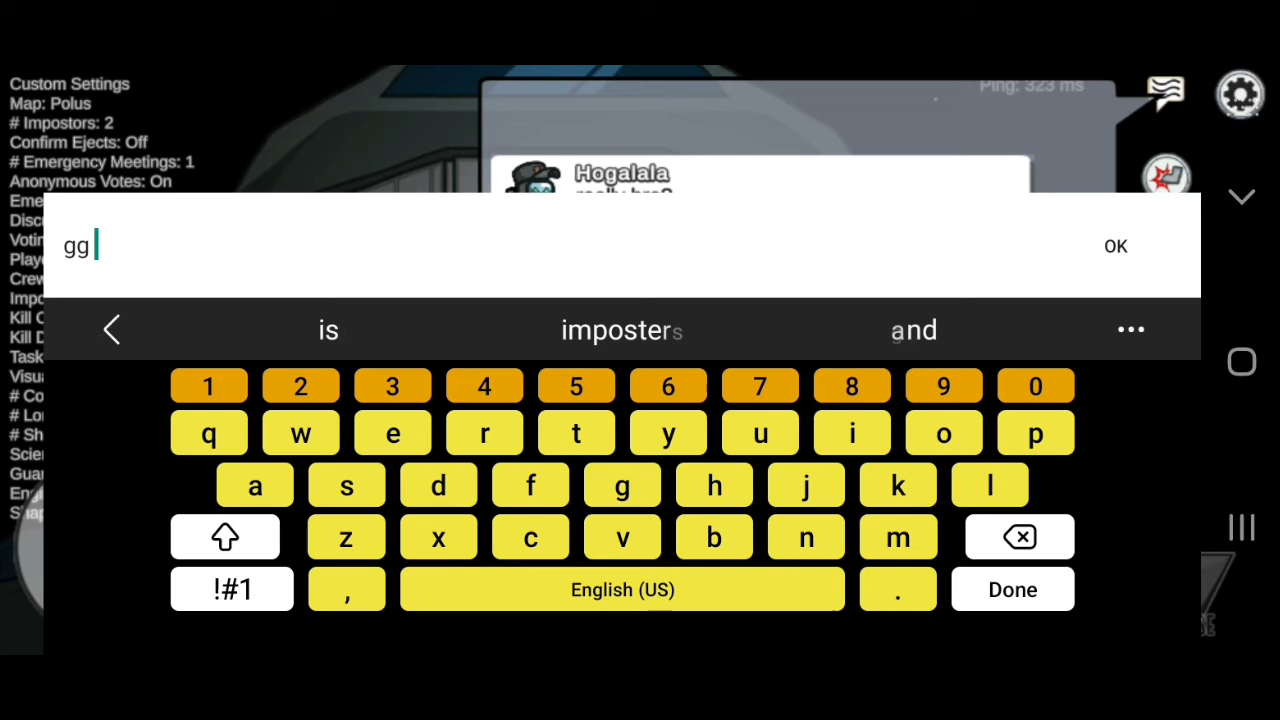 Custom Settings
Ping: 323 ms
Map: Polus
# Impostors: 2
Confirm Ejects: Off
# Emergency Meetings: 1
Anonymous Votes: On
Hogalala
really bro?
gg
OK
is imposters and
1 2 3 4 5 6 7 8 9 0
q w e r t y u i o p
a s d f g h j k l
z x c v b n m
!#1 , English (US) . Done